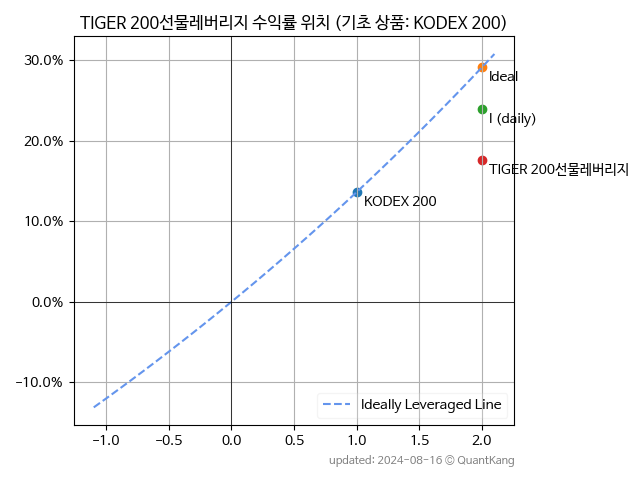 TIGER 200선물레버리지 수익률 위치 (기초 상품: KODEX 200)
30.0%
20.0%
10.0%
0.0%
-10.0%
Ideal
I (daily)
TIGER 200선물레버리지
KODEX 200
Ideally Leveraged Line
-1.0 -0.5 0.0 0.5 1.0 1.5 2.0
updated: 2024-08-16 © QuantKang